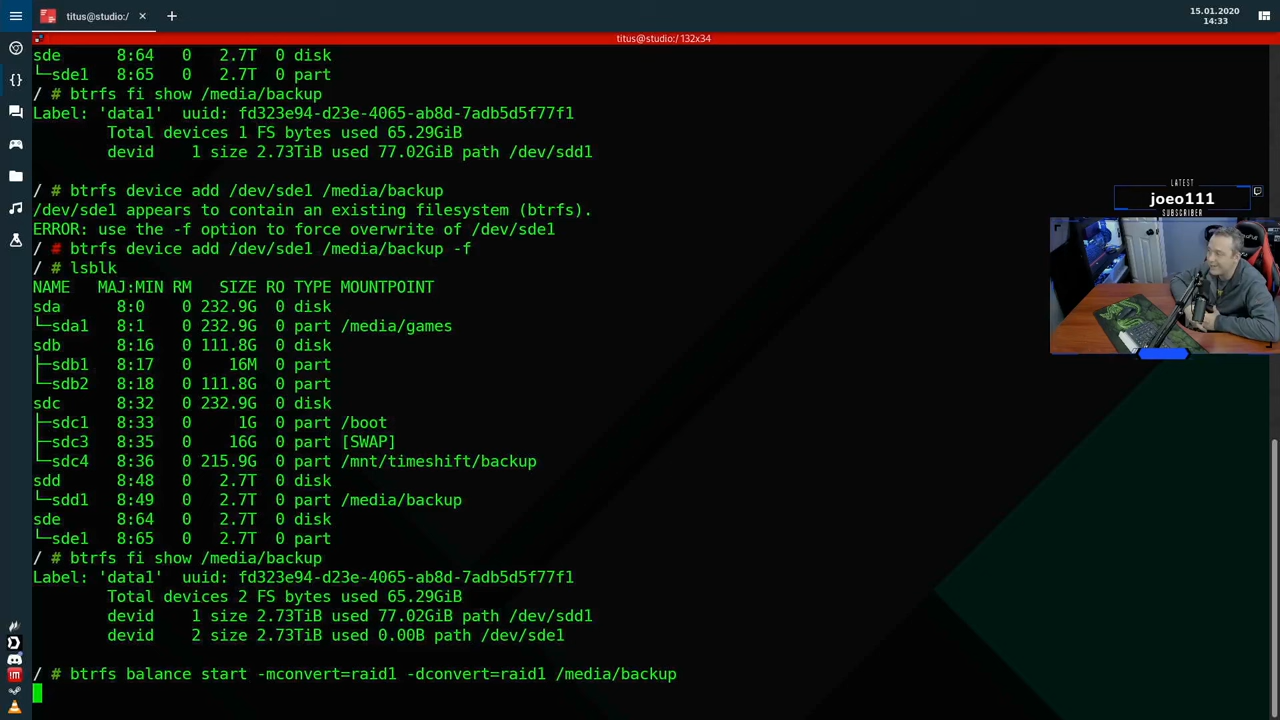 titus@studio:/
15.01.2020
14:33
titus@studio:/ 132x34
sde 8:64 0 2.7T 0 disk
└─sde1 8:65 0 2.7T 0 part
/ # btrfs fi show /media/backup
Label: 'data1' uuid: fd323e94-d23e-4065-ab8d-7adb5d5f77f1
Total devices 1 FS bytes used 65.29GiB
devid 1 size 2.73TiB used 77.02GiB path /dev/sdd1
/ # btrfs device add /dev/sde1 /media/backup
/dev/sde1 appears to contain an existing filesystem (btrfs).
ERROR: use the -f option to force overwrite of /dev/sde1
/ # btrfs device add /dev/sde1 /media/backup -f
/ # lsblk
NAME MAJ:MIN RM SIZE RO TYPE MOUNTPOINT
sda 8:0 0 232.9G 0 disk
└─sda1 8:1 0 232.9G 0 part /media/games
sdb 8:16 0 111.8G 0 disk
├─sdb1 8:17 0 16M 0 part
└─sdb2 8:18 0 111.8G 0 part
sdc 8:32 0 232.9G 0 disk
├─sdc1 8:33 0 1G 0 part /boot
├─sdc3 8:35 0 16G 0 part [SWAP]
└─sdc4 8:36 0 215.9G 0 part /mnt/timeshift/backup
sdd 8:48 0 2.7T 0 disk
└─sdd1 8:49 0 2.7T 0 part /media/backup
sde 8:64 0 2.7T 0 disk
└─sde1 8:65 0 2.7T 0 part
/ # btrfs fi show /media/backup
Label: 'data1' uuid: fd323e94-d23e-4065-ab8d-7adb5d5f77f1
Total devices 2 FS bytes used 65.29GiB
devid 1 size 2.73TiB used 77.02GiB path /dev/sdd1
devid 2 size 2.73TiB used 0.00B path /dev/sde1
/ # btrfs balance start -mconvert=raid1 -dconvert=raid1 /media/backup
LATEST
joeo111
SUBSCRIBER